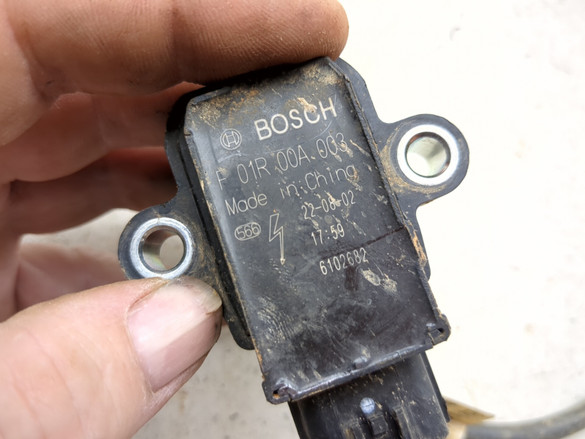 BOSCH
F 01R 00A 003
Made in China
22-08-02
566
17:59
6102682